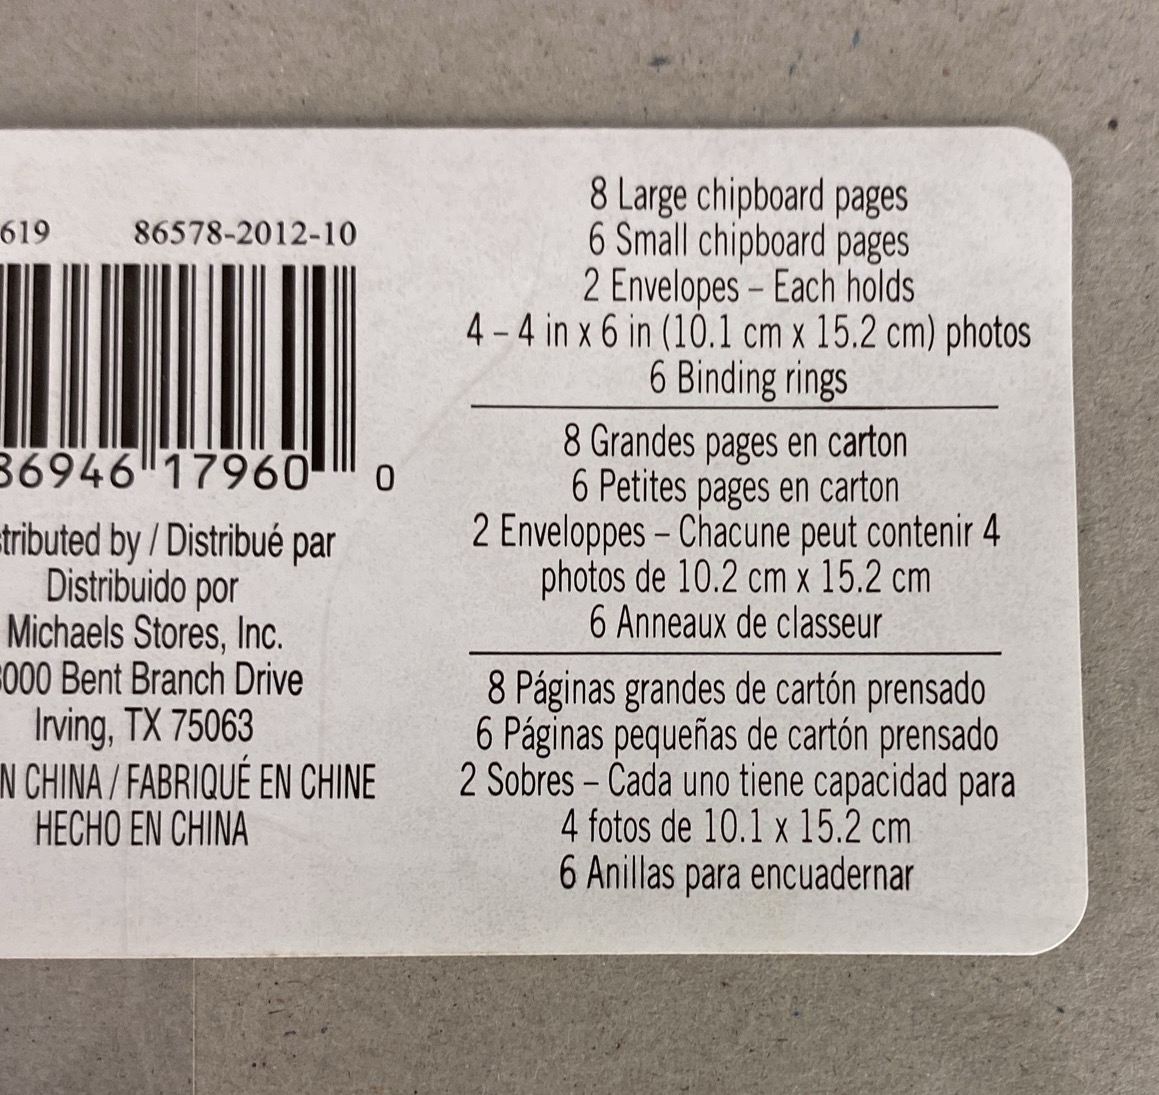 619 86578-2012-10
36946 17960 0
tributed by / Distribué par
Distribuido por
Michaels Stores, Inc.
000 Bent Branch Drive
Irving, TX 75063
N CHINA / FABRIQUÉ EN CHINE
HECHO EN CHINA
8 Large chipboard pages
6 Small chipboard pages
2 Envelopes – Each holds
4 – 4 in x 6 in (10.1 cm x 15.2 cm) photos
6 Binding rings
8 Grandes pages en carton
6 Petites pages en carton
2 Enveloppes – Chacune peut contenir 4
photos de 10.2 cm x 15.2 cm
6 Anneaux de classeur
8 Páginas grandes de cartón prensado
6 Páginas pequeñas de cartón prensado
2 Sobres – Cada uno tiene capacidad para
4 fotos de 10.1 x 15.2 cm
6 Anillas para encuadernar